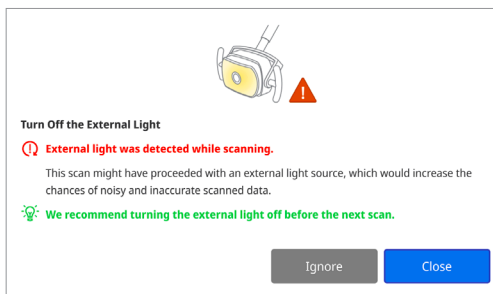 Turn Off the External Light
External light was detected while scanning.
This scan might have proceeded with an external light source, which would increase the
chances of noisy and inaccurate scanned data.
We recommend turning the external light off before the next scan.
Ignore
Close